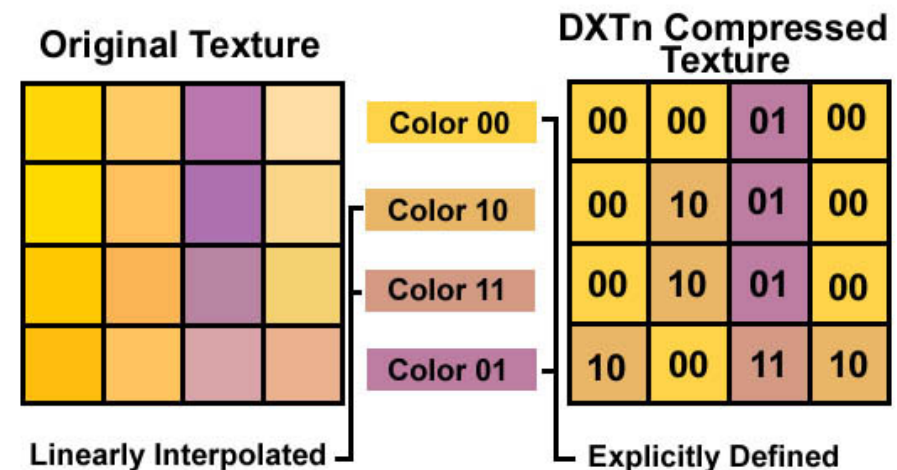 Original Texture
DXTn Compressed
Texture
Color 00
Color 10
Color 11
Color 01
00 00 01 00
00 10 01 00
00 10 01 00
10 00 11 10
Linearly Interpolated
Explicitly Defined